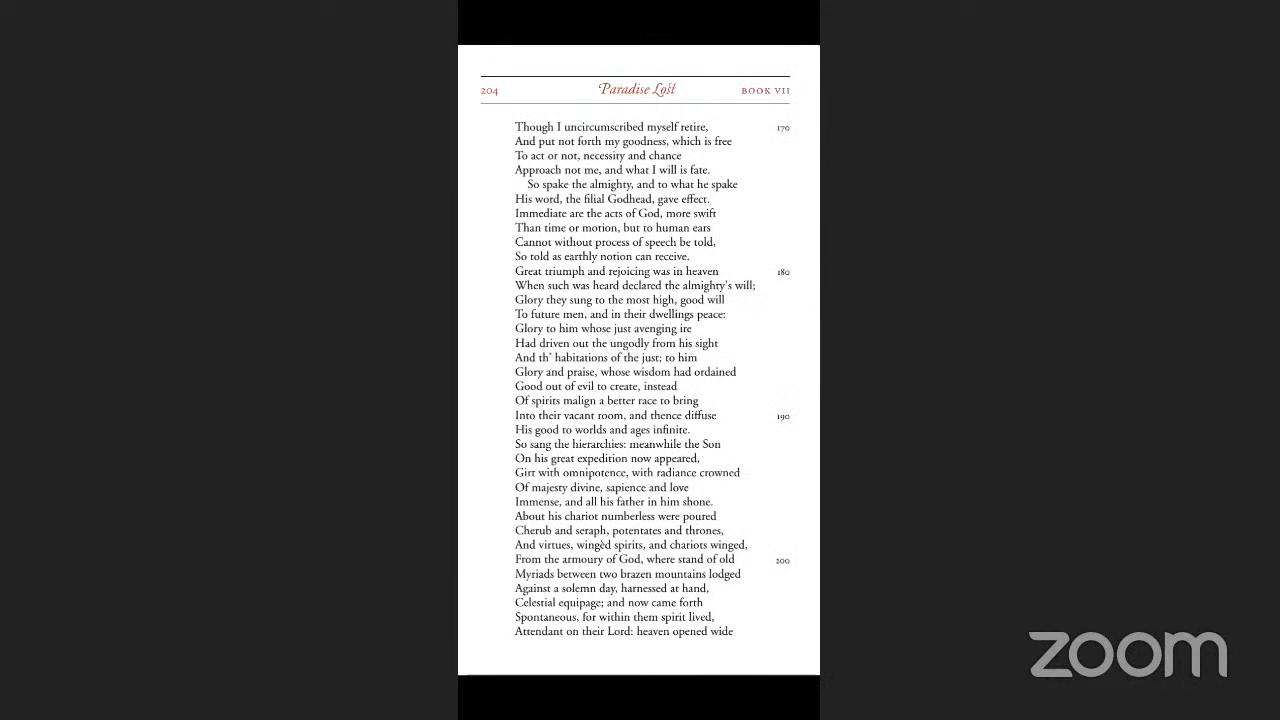 204 Paradise Lost BOOK VII
Though I uncircumscribed myself retire, 170
And put not forth my goodness, which is free
To act or not, necessity and chance
Approach not me, and what I will is fate.
So spake the almighty, and to what he spake
His word, the filial Godhead, gave effect.
Immediate are the acts of God, more swift
Than time or motion, but to human ears
Cannot without process of speech be told,
So told as earthly notion can receive.
Great triumph and rejoicing was in heaven 180
When such was heard declared the almighty's will;
Glory they sung to the most high, good will
To future men, and in their dwellings peace:
Glory to him whose just avenging ire
Had driven out the ungodly from his sight
And th' habitations of the just; to him
Glory and praise, whose wisdom had ordained
Good out of evil to create, instead
Of spirits malign a better race to bring
Into their vacant room, and thence diffuse 190
His good to worlds and ages infinite.
So sang the hierarchies: meanwhile the Son
On his great expedition now appeared,
Girt with omnipotence, with radiance crowned
Of majesty divine, sapience and love
Immense, and all his father in him shone.
About his chariot numberless were poured
Cherub and seraph, potentates and thrones,
And virtues, wingèd spirits, and chariots winged,
From the armoury of God, where stand of old 200
Myriads between two brazen mountains lodged
Against a solemn day, harnessed at hand,
Celestial equipage; and now came forth
Spontaneous, for within them spirit lived,
Attendant on their Lord: heaven opened wide
zoom